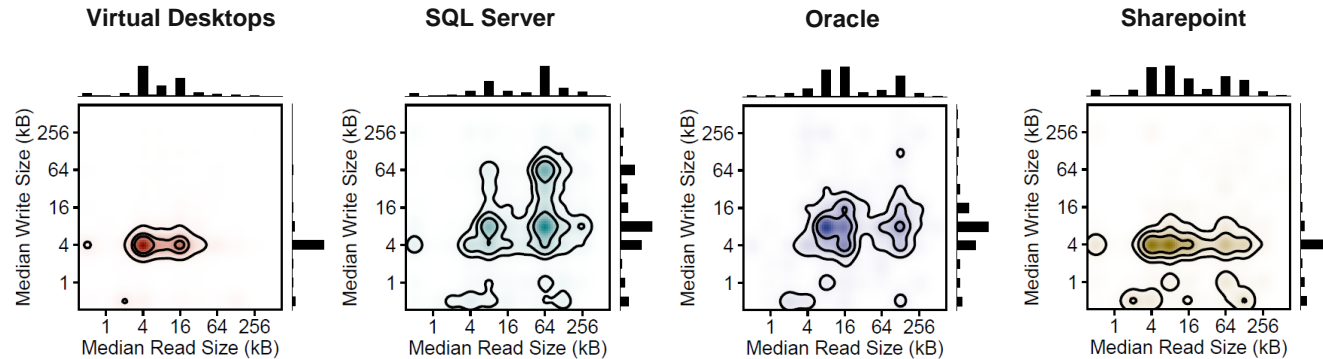 Virtual Desktops
SQL Server
Oracle
Sharepoint
Median Write Size (kB)
256
64
16
4
1
1 4 16 64 256
Median Read Size (kB)
Median Write Size (kB)
256
64
16
4
1
1 4 16 64 256
Median Read Size (kB)
Median Write Size (kB)
256
64
16
4
1
1 4 16 64 256
Median Read Size (kB)
Median Write Size (kB)
256
64
16
4
1
1 4 16 64 256
Median Read Size (kB)